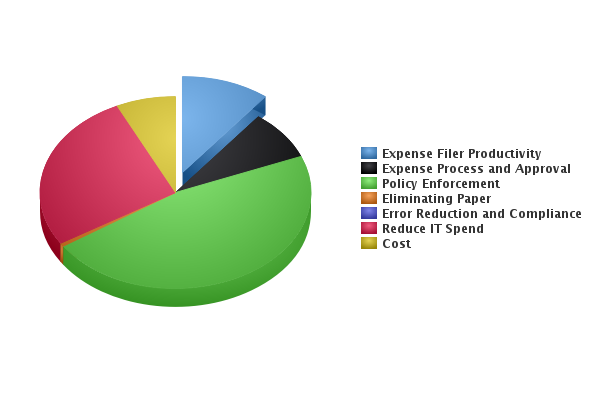 Expense Filer Productivity
Expense Process and Approval
Policy Enforcement
Eliminating Paper
Error Reduction and Compliance
Reduce IT Spend
Cost